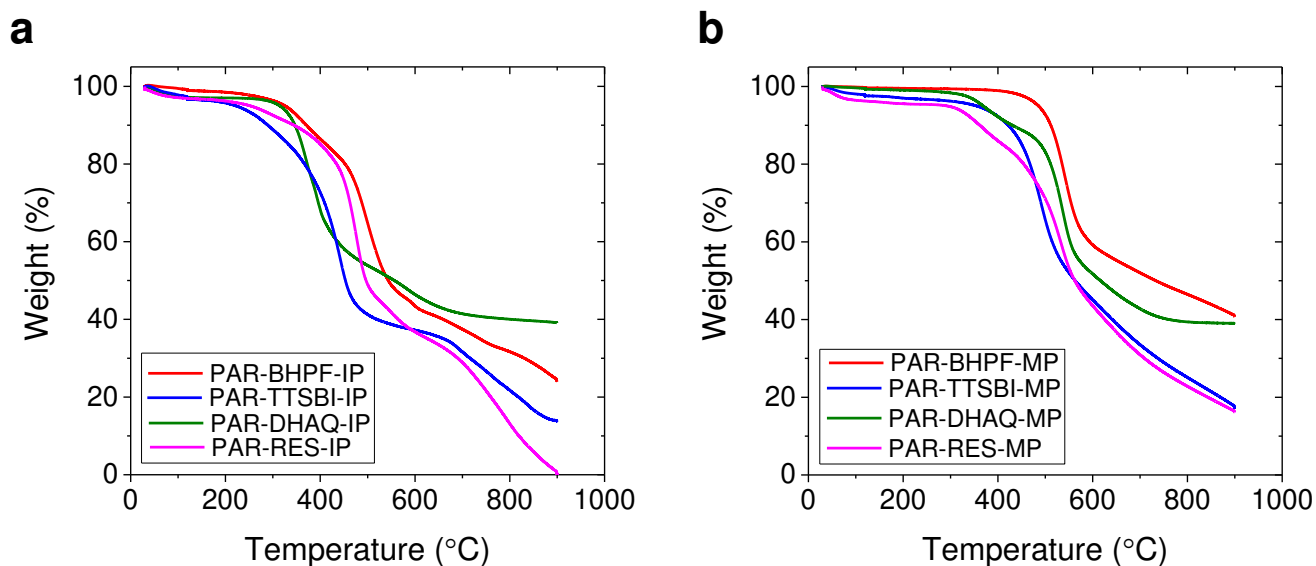 a
100
80
60
40
20
0
Weight (%)
PAR-BHPF-IP
PAR-TTSBI-IP
PAR-DHAQ-IP
PAR-RES-IP
0 200 400 600 800 1000
Temperature (°C)
b
100
80
60
40
20
0
Weight (%)
PAR-BHPF-MP
PAR-TTSBI-MP
PAR-DHAQ-MP
PAR-RES-MP
0 200 400 600 800 1000
Temperature (°C)